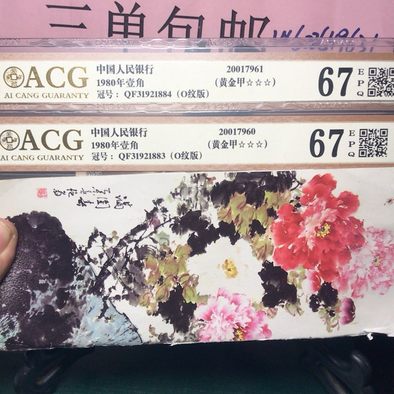 三单包邮
ACG
AI CANG GUARANTY
中国人民银行
1980年壹角
冠号：QF31921884（O纹版）
20017961
（黄金甲☆☆☆）
67 EPQ
ACG
AI CANG GUARANTY
中国人民银行
1980年壹角
冠号：QF31921883（O纹版）
20017960
（黄金甲☆☆☆）
67 EPQ